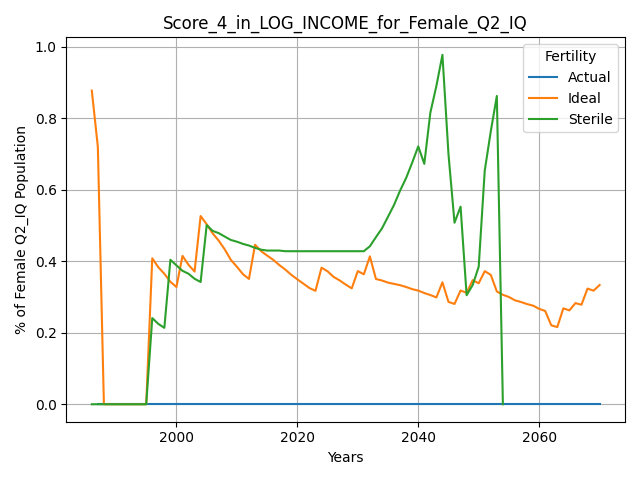 Score_4_in_LOG_INCOME_for_Female_Q2_IQ
% of Female Q2_IQ Population
1.0
0.8
0.6
0.4
0.2
0.0
Fertility
Actual
Ideal
Sterile
2000 2020 2040 2060
Years